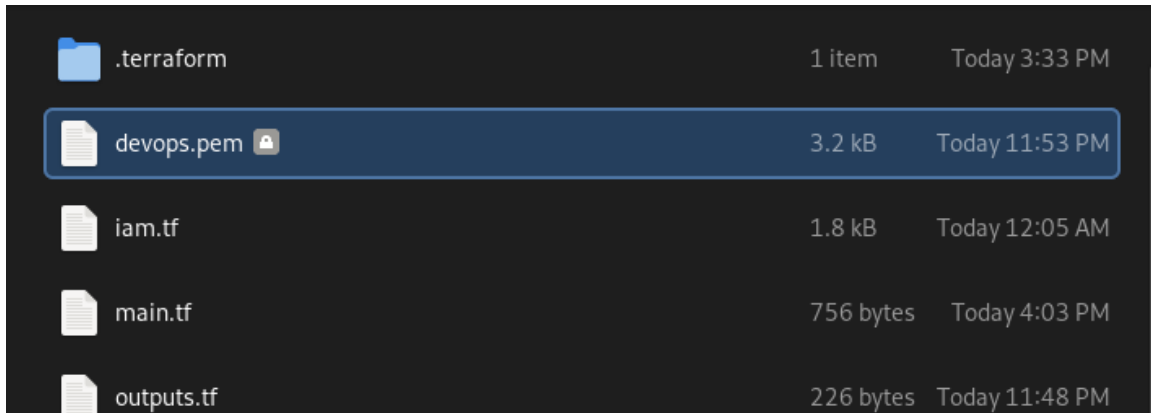 .terraform 1 item Today 3:33 PM
devops.pem 3.2 kB Today 11:53 PM
iam.tf 1.8 kB Today 12:05 AM
main.tf 756 bytes Today 4:03 PM
outputs.tf 226 bytes Today 11:48 PM